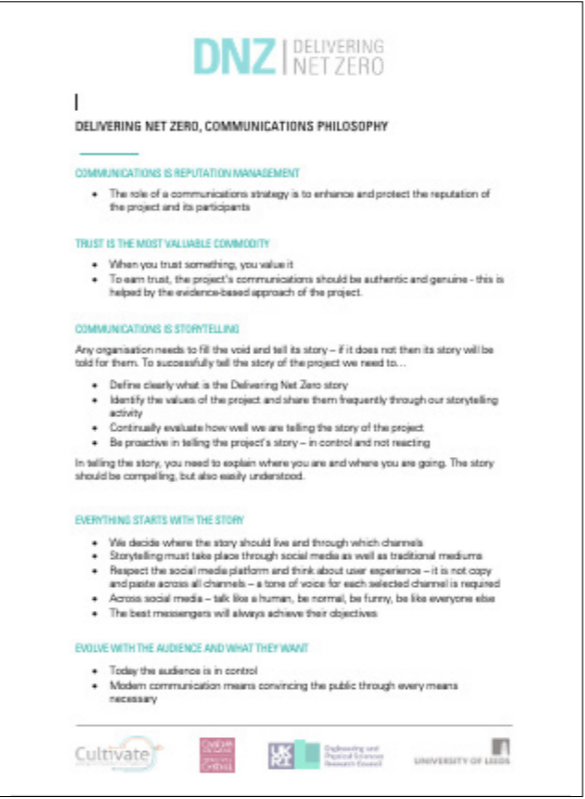 DNZ DELIVERING
NET ZERO
DELIVERING NET ZERO, COMMUNICATIONS PHILOSOPHY
COMMUNICATIONS IS REPUTATION MANAGEMENT
• The role of a communications strategy is to enhance and protect the reputation of
the project and its participants
TRUST IS THE MOST VALUABLE COMMODITY
• When you trust something, you value it
• To earn trust, the project's communications should be authentic and genuine - this is
helped by the evidence-based approach of the project.
COMMUNICATIONS IS STORYTELLING
Any organisation needs to fill the void and tell its story – if it does not then its story will be
told for them. To successfully tell the story of the project we need to…
• Define clearly what is the Delivering Net Zero story
• Identify the values of the project and share them frequently through our storytelling
activity
• Continually evaluate how well we are telling the story of the project
• Be proactive in telling the project's story – in control and not reacting
In telling the story, you need to explain where you are and where you are going. The story
should be compelling, but also easily understood.
EVERYTHING STARTS WITH THE STORY
• We decide where the story should live and through which channels
• Storytelling must take place through social media as well as traditional mediums
• Respect the social media platform and think about user experience – it is not copy
and paste across all channels – a tone of voice for each selected channel is required
• Across social media – talk like a human, be normal, be funny, be like everyone else
• The best messengers will always achieve their objectives
EVOLVE WITH THE AUDIENCE AND WHAT THEY WANT
• Today the audience is in control
• Modern communication means convincing the public through every means
necessary
Cultivate
UKRI
Engineering and
Physical Sciences
Research Council
UNIVERSITY OF LEEDS